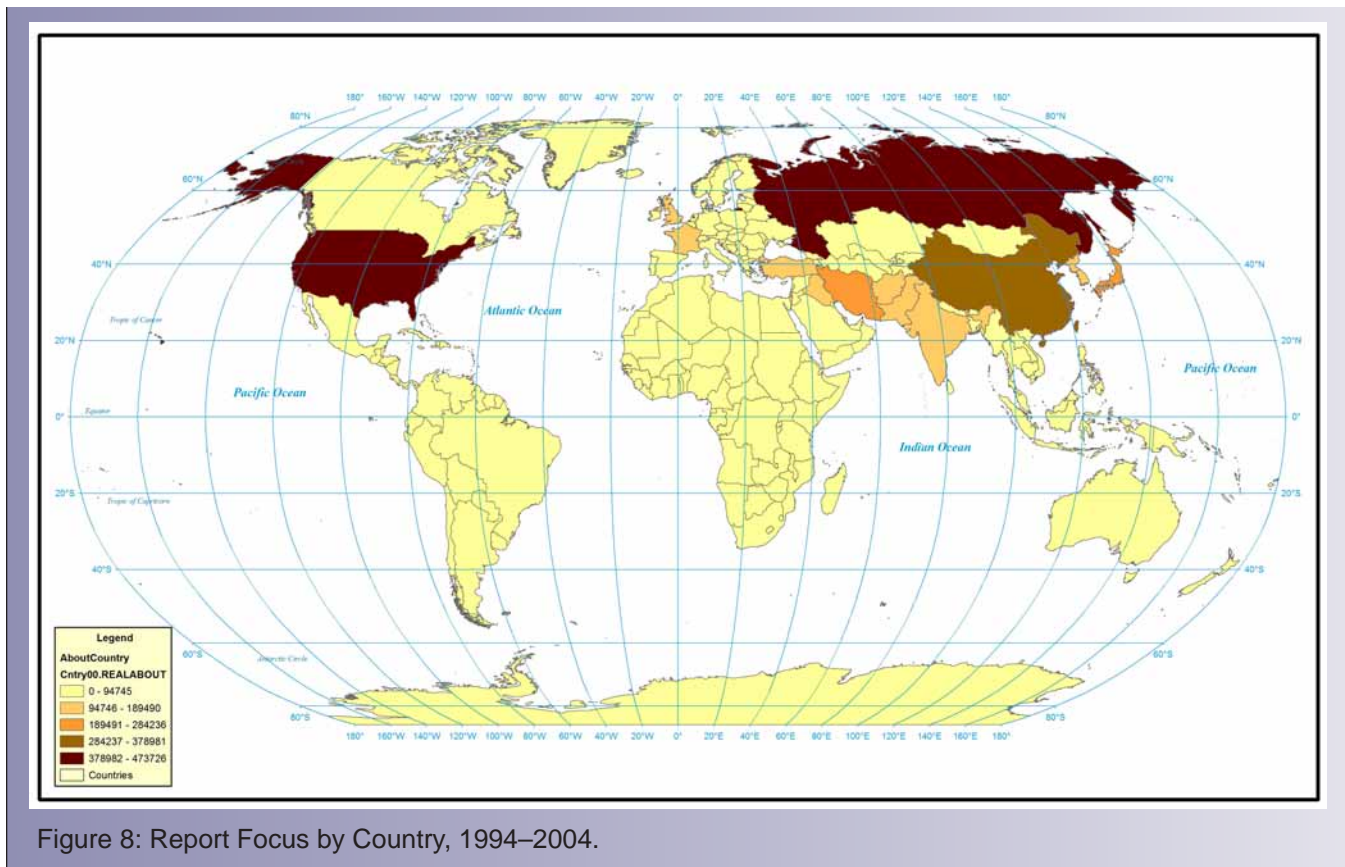 80°N
180°
160°W
140°W
120°W
100°W
80°W
60°W
40°W
20°W
0°
20°E
40°E
60°E
80°E
100°E
120°E
140°E
160°E
180°
80°N
60°N
60°N
40°N
40°N
Atlantic Ocean
Tropic of Cancer
20°N
20°N
Pacific Ocean
Pacific Ocean
Equator
0°
0°
Indian Ocean
20°S
Tropic of Capricorn
20°S
40°S
40°S
60°S
Antarctic Circle
60°S
80°S
80°S
180°
160°W
140°W
120°W
100°W
80°W
60°W
40°W
20°W
0°
20°E
40°E
60°E
80°E
100°E
120°E
140°E
160°E
180°
Legend
AboutCountry
Cntry00.REALABOUT
0 - 94745
94746 - 189490
189491 - 284236
284237 - 378981
378982 - 473726
Countries
Figure 8: Report Focus by Country, 1994–2004.